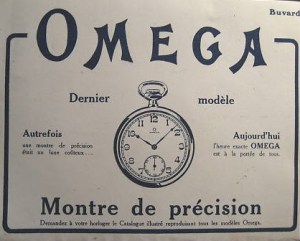 Buvard
OMEGA
Dernier modèle
Autrefois
une montre de précision
était un luxe coûteux...
Aujourd'hui
l'heure exacte OMEGA
est à la portée de tous.
Montre de précision
Demandez à votre horloger le Catalogue illustré reproduisant tous les modèles Omega.